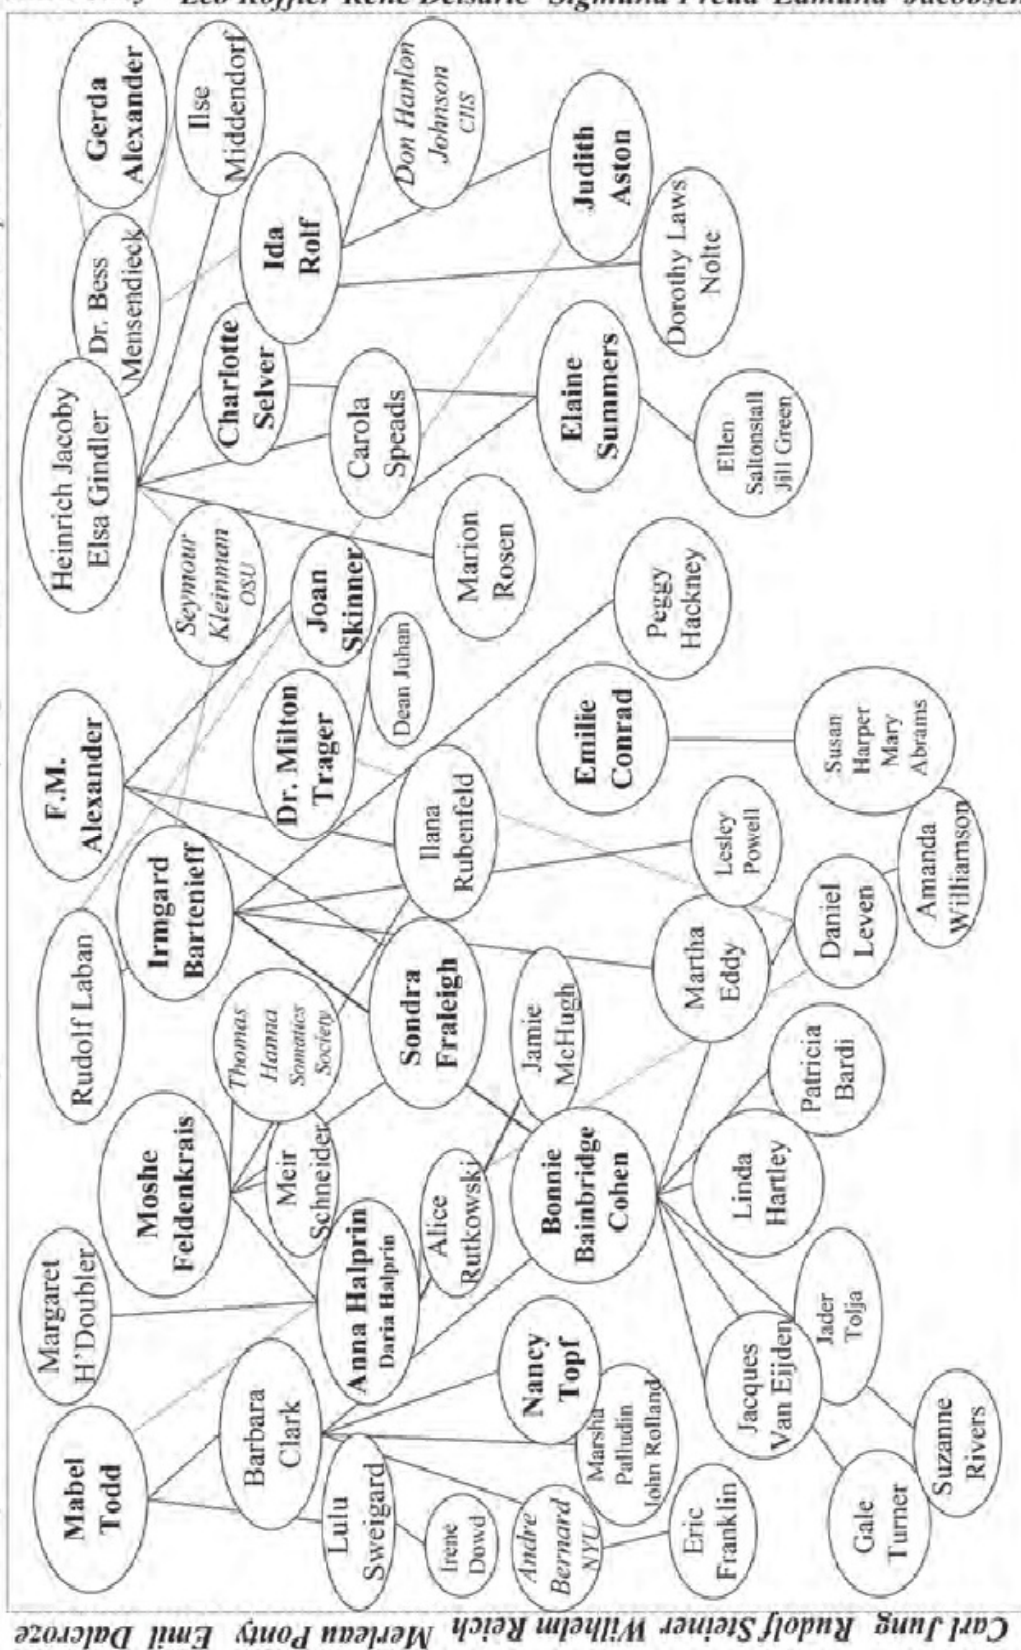 Leo Kofler René Delsarte Sigmund Freud Edmund Jacobsen
Carl Jung Rudolf Steiner Wilhelm Reich Merleau Ponty Emil Dalcroze
Mabel
Todd
Margaret
H'Doubler
Moshe
Feldenkrais
Rudolf Laban
F.M.
Alexander
Heinrich Jacoby
Elsa Gindler
Dr. Bess
Mensendieck
Gerda
Alexander
Barbara
Clark
Irmgard
Bartenieff
Seymour
Kleinman
OSU
Charlotte
Selver
Ilse
Middendorf
Ida
Rolf
Lulu
Sweigard
Anna Halprin
Daria Halprin
Meir
Schneider
Thomas
Hanna
Somatics
Society
Dr. Milton
Trager
Joan
Skinner
Carola
Speads
Don Hanlon
Johnson
CIIS
Irene
Dowd
Alice
Rutkowski
Sondra
Fraleigh
Ilana
Rubenfeld
Dean Juhan
Marion
Rosen
Andre
Bernard
NYU
Nancy
Topf
Bonnie
Bainbridge
Cohen
Jamie
McHugh
Emilie
Conrad
Elaine
Summers
Judith
Aston
Marsha
Palludin
John Rolland
Peggy
Hackney
Dorothy Laws
Nolte
Eric
Franklin
Jacques
Van Eijden
Linda
Hartley
Martha
Eddy
Lesley
Powell
Ellen
Saltonstall
Jill Green
Jader
Tolja
Patricia
Bardi
Daniel
Leven
Susan
Harper
Mary
Abrams
Gale
Turner
Suzanne
Rivers
Amanda
Williamson